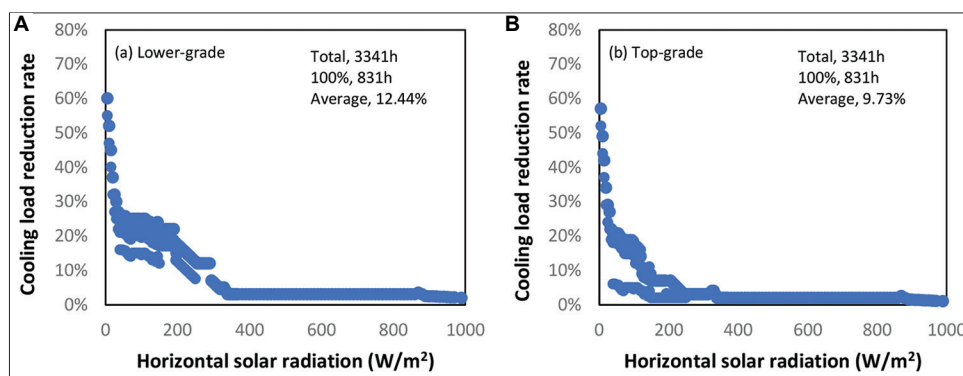 A
80%
70%
60%
50%
40%
30%
20%
10%
0%
Cooling load reduction rate
(a) Lower-grade
Total, 3341h
100%, 831h
Average, 12.44%
0 200 400 600 800 1000
Horizontal solar radiation (W/m²)
B
80%
70%
60%
50%
40%
30%
20%
10%
0%
Cooling load reduction rate
(b) Top-grade
Total, 3341h
100%, 831h
Average, 9.73%
0 200 400 600 800 1000
Horizontal solar radiation (W/m²)